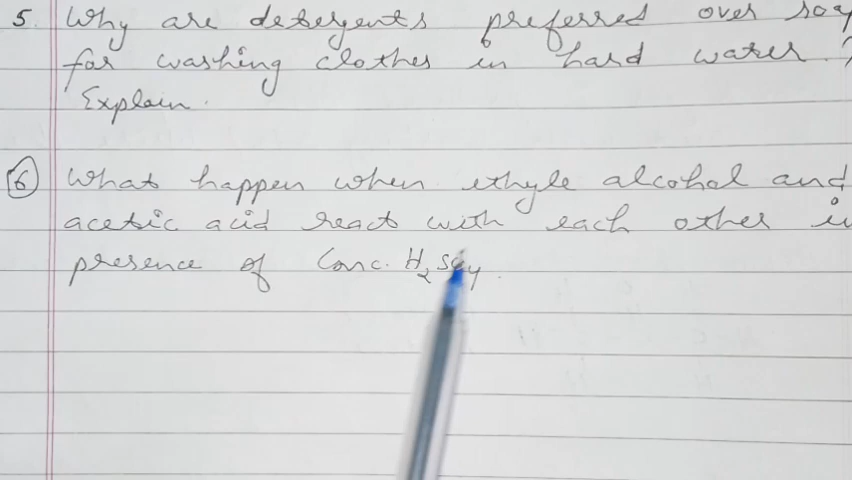 5. Why are detergents preferred over soap
for washing clothes in hard water?
Explain.
6 What happen when ethyle alcohal and
acetic acid react with each other in
presence of Conc. H2SO4.